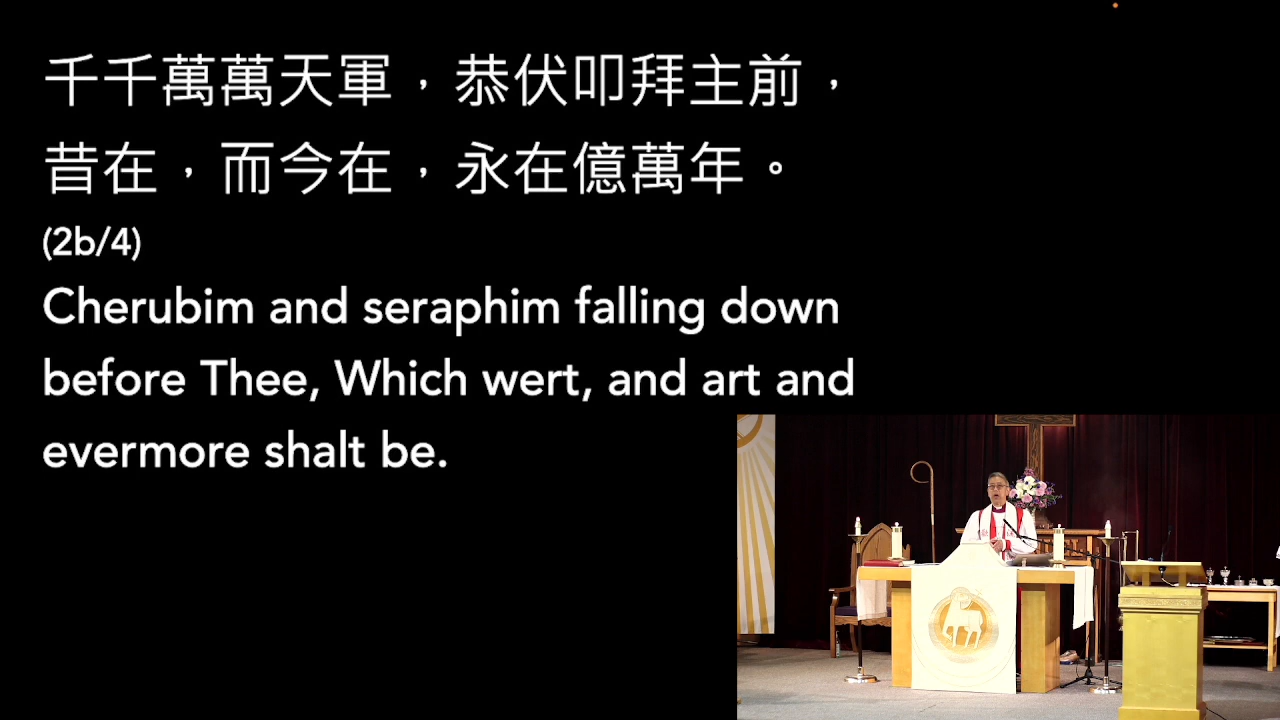 千千萬萬天軍，恭伏叩拜主前，
昔在，而今在，永在億萬年。
(2b/4)
Cherubim and seraphim falling down
before Thee, Which wert, and art and
evermore shalt be.